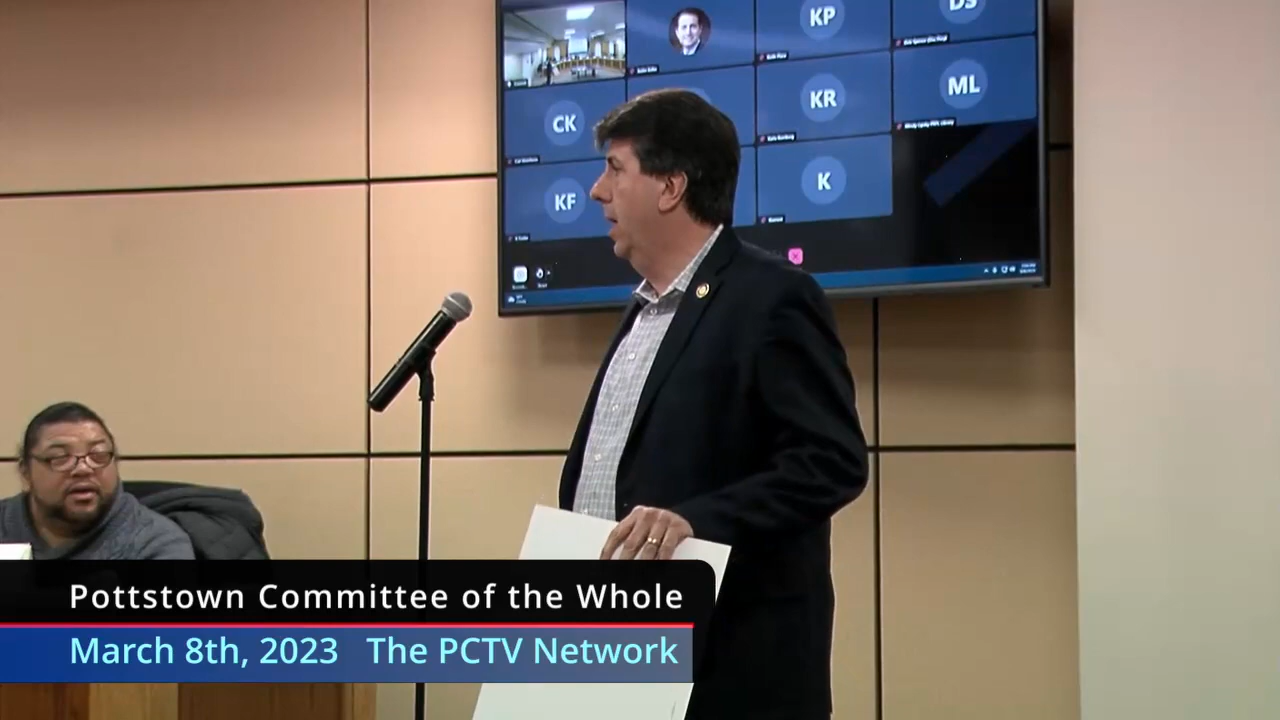 KP
DS
CK
KR
ML
KF
K
Pottstown Committee of the Whole
March 8th, 2023 The PCTV Network